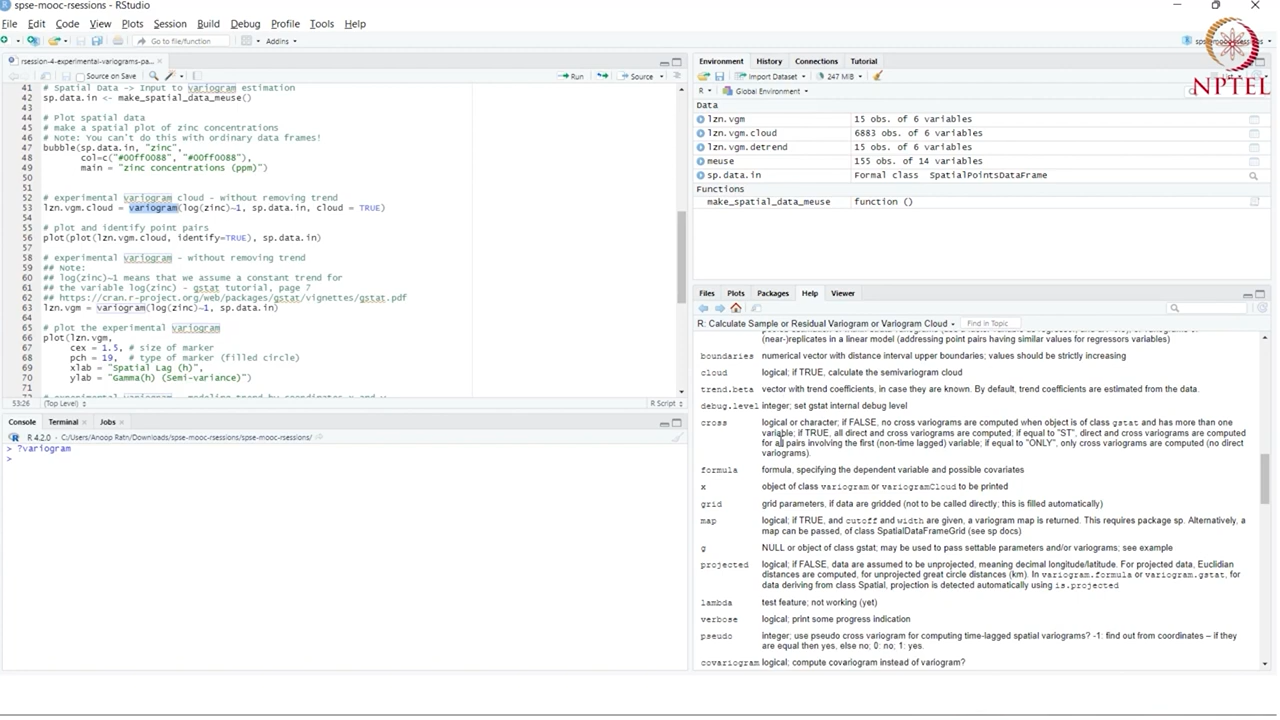 spse-mooc-rsessions - RStudio
File Edit Code View Plots Session Build Debug Profile Tools Help
Go to file/function Addins
NPTEL
rsession-4-experimental-variograms-pa...
Source on Save Run Source
41 # Spatial Data -> Input to variogram estimation
42 sp.data.in <- make_spatial_data_meuse()
43
44 # Plot spatial data
45 # make a spatial plot of zinc concentrations
46 # Note: You can't do this with ordinary data frames!
47 bubble(sp.data.in, "zinc",
48 col=c("#00ff0088", "#00ff0088"),
49 main = "zinc concentrations (ppm)")
50
51
52 # experimental variogram cloud - without removing trend
53 lzn.vgm.cloud = variogram(log(zinc)~1, sp.data.in, cloud = TRUE)
54
55 # plot and identify point pairs
56 plot(plot(lzn.vgm.cloud, identify=TRUE), sp.data.in)
57
58 # experimental variogram - without removing trend
59 ## Note:
60 ## log(zinc)~1 means that we assume a constant trend for
61 ## the variable log(zinc) - gstat tutorial, page 7
62 ## https://cran.r-project.org/web/packages/gstat/vignettes/gstat.pdf
63 lzn.vgm = variogram(log(zinc)~1, sp.data.in)
64
65 # plot the experimental variogram
66 plot(lzn.vgm,
67 cex = 1.5, # size of marker
68 pch = 19, # type of marker (filled circle)
69 xlab = "Spatial Lag (h)",
70 ylab = "Gamma(h) (Semi-variance)")
71
53:26 (Top Level) R Script
Console Terminal Jobs
R 4.2.0 · C:/Users/Anoop Ratn/Downloads/spse-mooc-rsessions/spse-mooc-rsessions/
> ?variogram
>
Environment History Connections Tutorial
Import Dataset 247 MiB
R Global Environment
Data
lzn.vgm 15 obs. of 6 variables
lzn.vgm.cloud 6883 obs. of 6 variables
lzn.vgm.detrend 15 obs. of 6 variables
meuse 155 obs. of 14 variables
sp.data.in Formal class SpatialPointsDataFrame
Functions
make_spatial_data_meuse function ()
Files Plots Packages Help Viewer
R: Calculate Sample or Residual Variogram or Variogram Cloud Find in Topic
(near-)replicates in a linear model (addressing point pairs having similar values for regressors variables)
boundaries numerical vector with distance interval upper boundaries; values should be strictly increasing
cloud logical; if TRUE, calculate the semivariogram cloud
trend.beta vector with trend coefficients, in case they are known. By default, trend coefficients are estimated from the data.
debug.level integer; set gstat internal debug level
cross logical or character; if FALSE, no cross variograms are computed when object is of class gstat and has more than one
variable; if TRUE, all direct and cross variograms are computed; if equal to "ST", direct and cross variograms are computed
for all pairs involving the first (non-time lagged) variable; if equal to "ONLY", only cross variograms are computed (no direct
variograms).
formula formula, specifying the dependent variable and possible covariates
x object of class variogram or variogramCloud to be printed
grid grid parameters, if data are gridded (not to be called directly; this is filled automatically)
map logical; if TRUE, and cutoff and width are given, a variogram map is returned. This requires package sp. Alternatively, a
map can be passed, of class SpatialDataFrameGrid (see sp docs)
g NULL or object of class gstat; may be used to pass settable parameters and/or variograms; see example
projected logical; if FALSE, data are assumed to be unprojected, meaning decimal longitude/latitude. For projected data, Euclidian
distances are computed, for unprojected great circle distances (km). In variogram.formula or variogram.gstat, for
data deriving from class Spatial, projection is detected automatically using is.projected
lambda test feature; not working (yet)
verbose logical; print some progress indication
pseudo integer; use pseudo cross variogram for computing time-lagged spatial variograms? -1: find out from coordinates – if they
are equal then yes, else no; 0: no; 1: yes.
covariogram logical; compute covariogram instead of variogram?